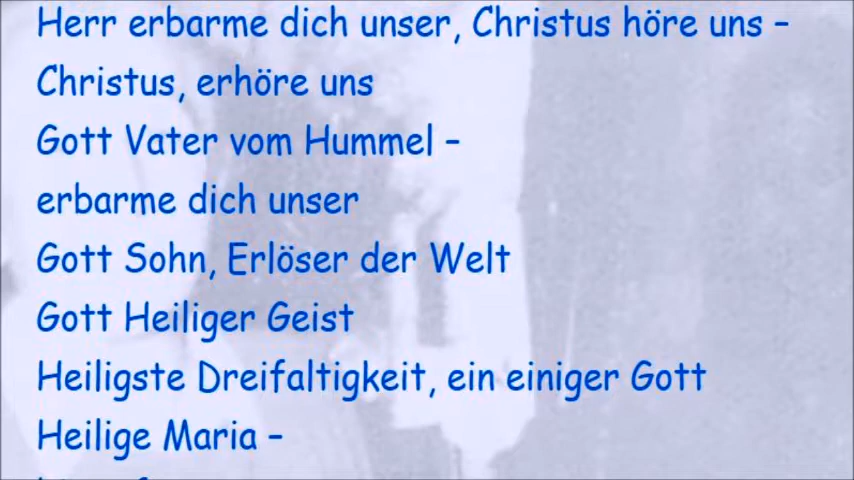 Herr erbarme dich unser, Christus höre uns –
Christus, erhöre uns
Gott Vater vom Hummel –
erbarme dich unser
Gott Sohn, Erlöser der Welt
Gott Heiliger Geist
Heiligste Dreifaltigkeit, ein einiger Gott
Heilige Maria –